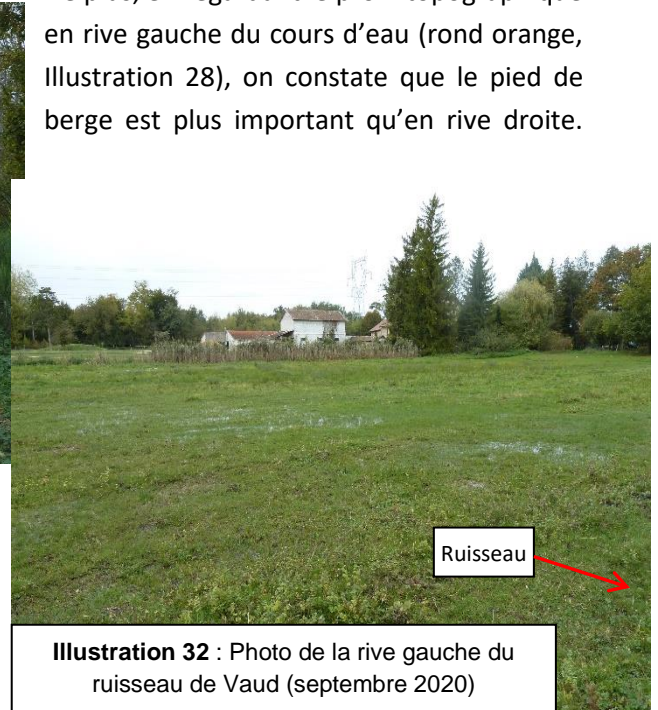 en rive gauche du cours d'eau (rond orange,
Illustration 28), on constate que le pied de
berge est plus important qu'en rive droite.
Ruisseau
Illustration 32 : Photo de la rive gauche du
ruisseau de Vaud (septembre 2020)